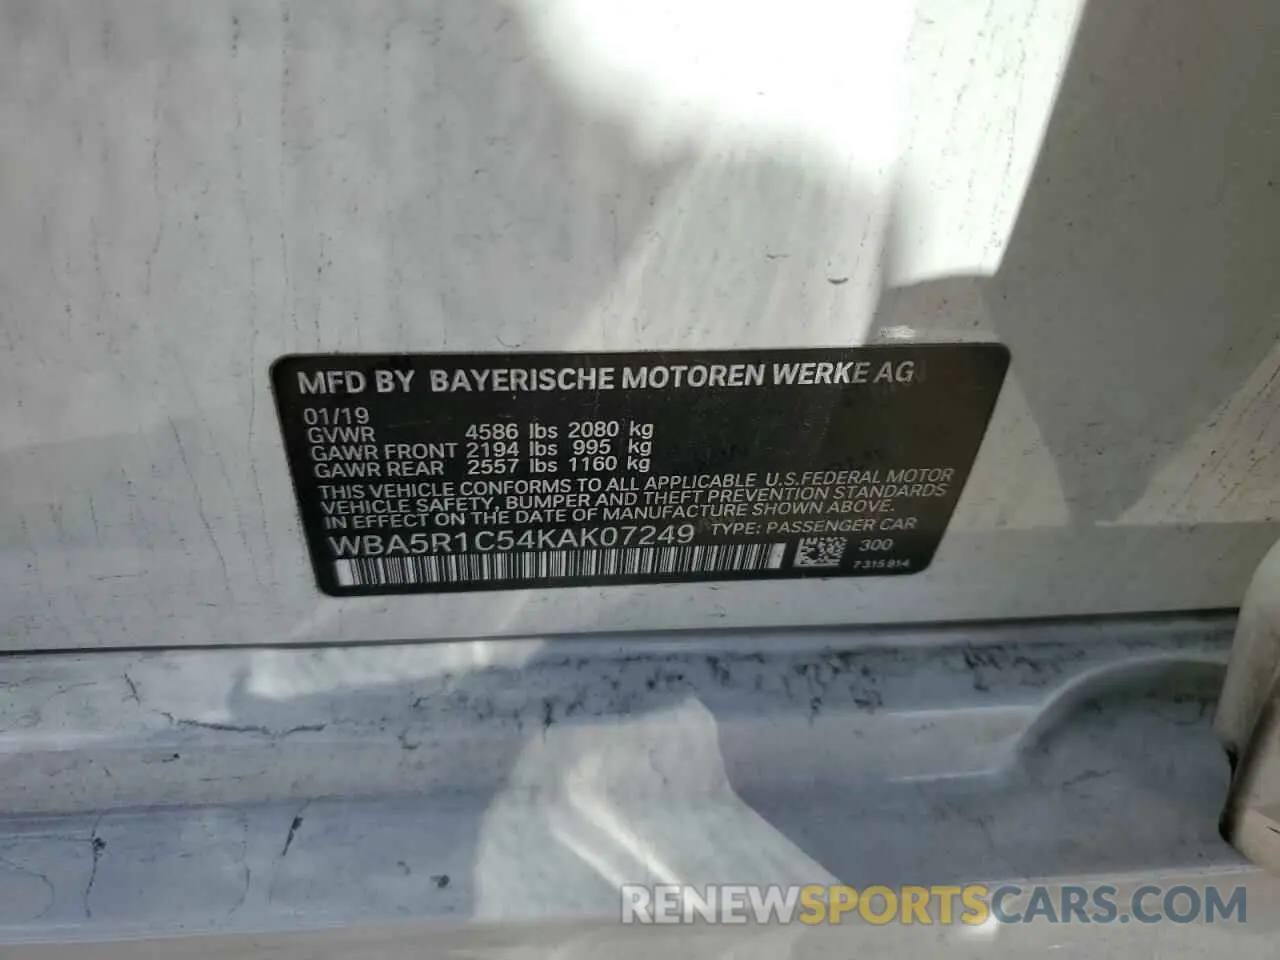 MFD BY BAYERISCHE MOTOREN WERKE AG
01/19
GVWR 4586 lbs 2080 kg
GAWR FRONT 2194 lbs 995 kg
GAWR REAR 2557 lbs 1160 kg
THIS VEHICLE CONFORMS TO ALL APPLICABLE U.S.FEDERAL MOTOR
VEHICLE SAFETY, BUMPER AND THEFT PREVENTION STANDARDS
IN EFFECT ON THE DATE OF MANUFACTURE SHOWN ABOVE.
WBA5R1C54KAK07249 TYPE: PASSENGER CAR
300
7 315 814
RENEWSPORTSCARS.COM